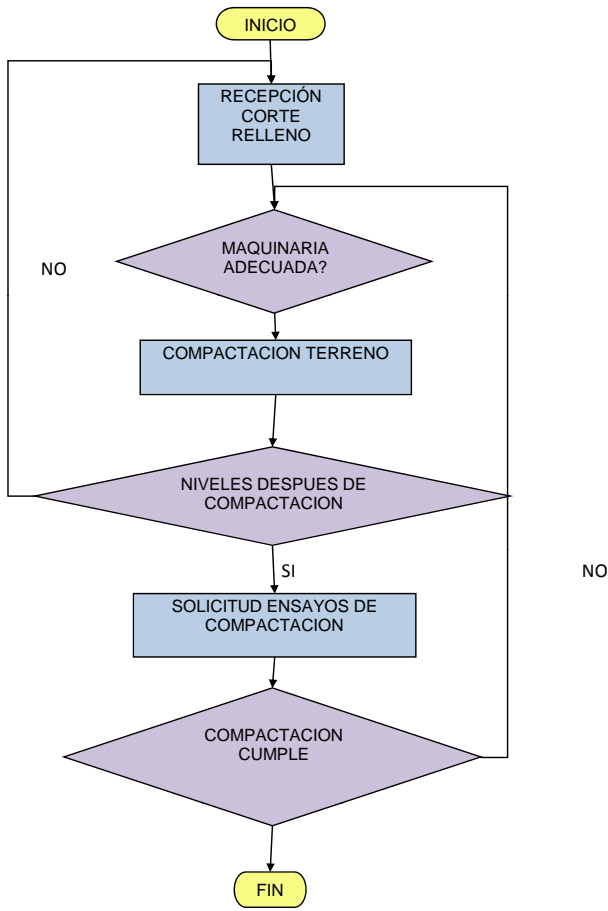 INICIO
RECEPCIÓN
CORTE
RELLENO
MAQUINARIA
ADECUADA?
NO
COMPACTACION TERRENO
NIVELES DESPUES DE
COMPACTACION
SI
NO
SOLICITUD ENSAYOS DE
COMPACTACION
COMPACTACION
CUMPLE
FIN